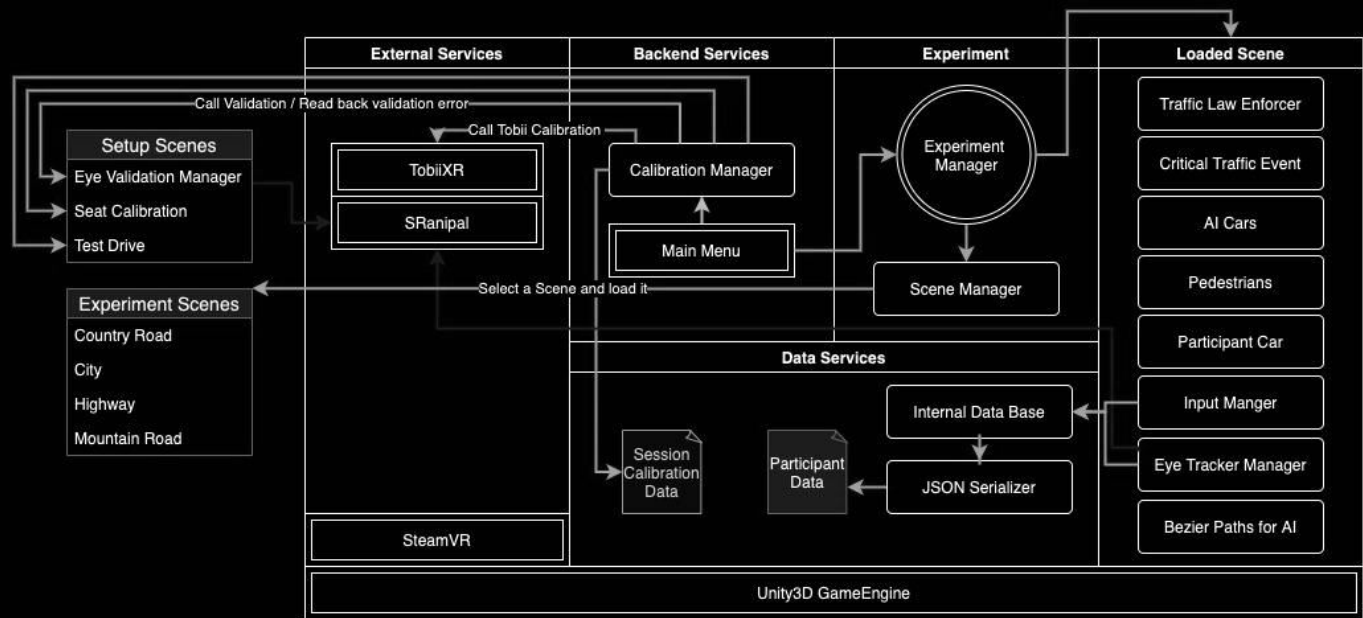 External Services
Backend Services
Experiment
Loaded Scene
Call Validation / Read back validation error
Call Tobii Calibration
Setup Scenes
Eye Validation Manager
Seat Calibration
Test Drive
TobiiXR
SRanipal
Calibration Manager
Main Menu
Experiment
Manager
Scene Manager
Select a Scene and load it
Experiment Scenes
Country Road
City
Highway
Mountain Road
Traffic Law Enforcer
Critical Traffic Event
AI Cars
Pedestrians
Participant Car
Input Manger
Eye Tracker Manager
Bezier Paths for AI
Data Services
Internal Data Base
JSON Serializer
Session
Calibration
Data
Participant
Data
SteamVR
Unity3D GameEngine